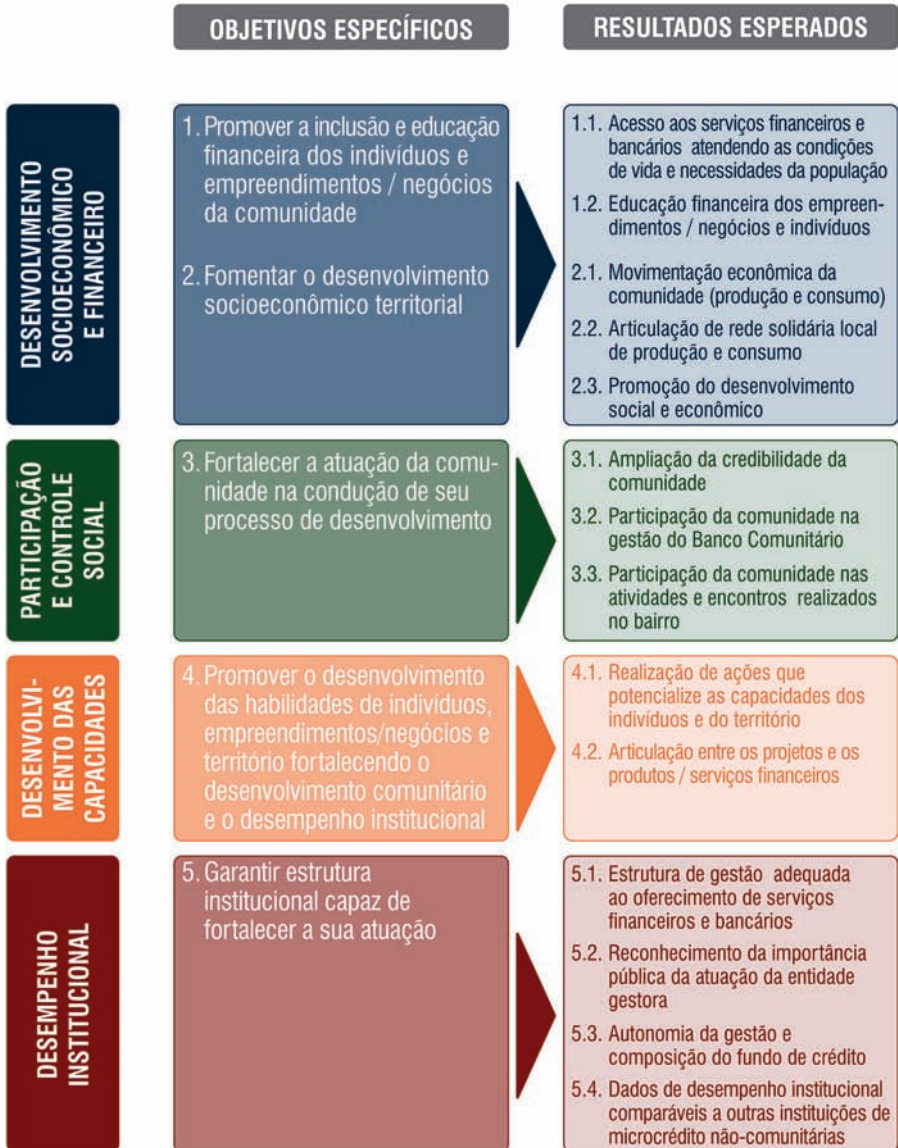 OBJETIVOS ESPECÍFICOS
RESULTADOS ESPERADOS
DESENVOLVIMENTO
SOCIOECONÔMICO
E FINANCEIRO
1. Promover a inclusão e educação
financeira dos indivíduos e
empreendimentos / negócios
da comunidade
2. Fomentar o desenvolvimento
socioeconômico territorial
1.1. Acesso aos serviços financeiros e
bancários atendendo as condições
de vida e necessidades da população
1.2. Educação financeira dos empreen-
dimentos / negócios e indivíduos
2.1. Movimentação econômica da
comunidade (produção e consumo)
2.2. Articulação de rede solidária local
de produção e consumo
2.3. Promoção do desenvolvimento
social e econômico
PARTICIPAÇÃO
E CONTROLE
SOCIAL
3. Fortalecer a atuação da comu-
nidade na condução de seu
processo de desenvolvimento
3.1. Ampliação da credibilidade da
comunidade
3.2. Participação da comunidade na
gestão do Banco Comunitário
3.3. Participação da comunidade nas
atividades e encontros realizados
no bairro
DESENVOLVI-
MENTO DAS
CAPACIDADES
4. Promover o desenvolvimento
das habilidades de indivíduos,
empreendimentos/negócios e
território fortalecendo o
desenvolvimento comunitário
e o desempenho institucional
4.1. Realização de ações que
potencialize as capacidades dos
indivíduos e do território
4.2. Articulação entre os projetos e os
produtos / serviços financeiros
DESEMPENHO
INSTITUCIONAL
5. Garantir estrutura
institucional capaz de
fortalecer a sua atuação
5.1. Estrutura de gestão adequada
ao oferecimento de serviços
financeiros e bancários
5.2. Reconhecimento da importância
pública da atuação da entidade
gestora
5.3. Autonomia da gestão e
composição do fundo de crédito
5.4. Dados de desempenho institucional
comparáveis a outras instituições de
microcrédito não-comunitárias